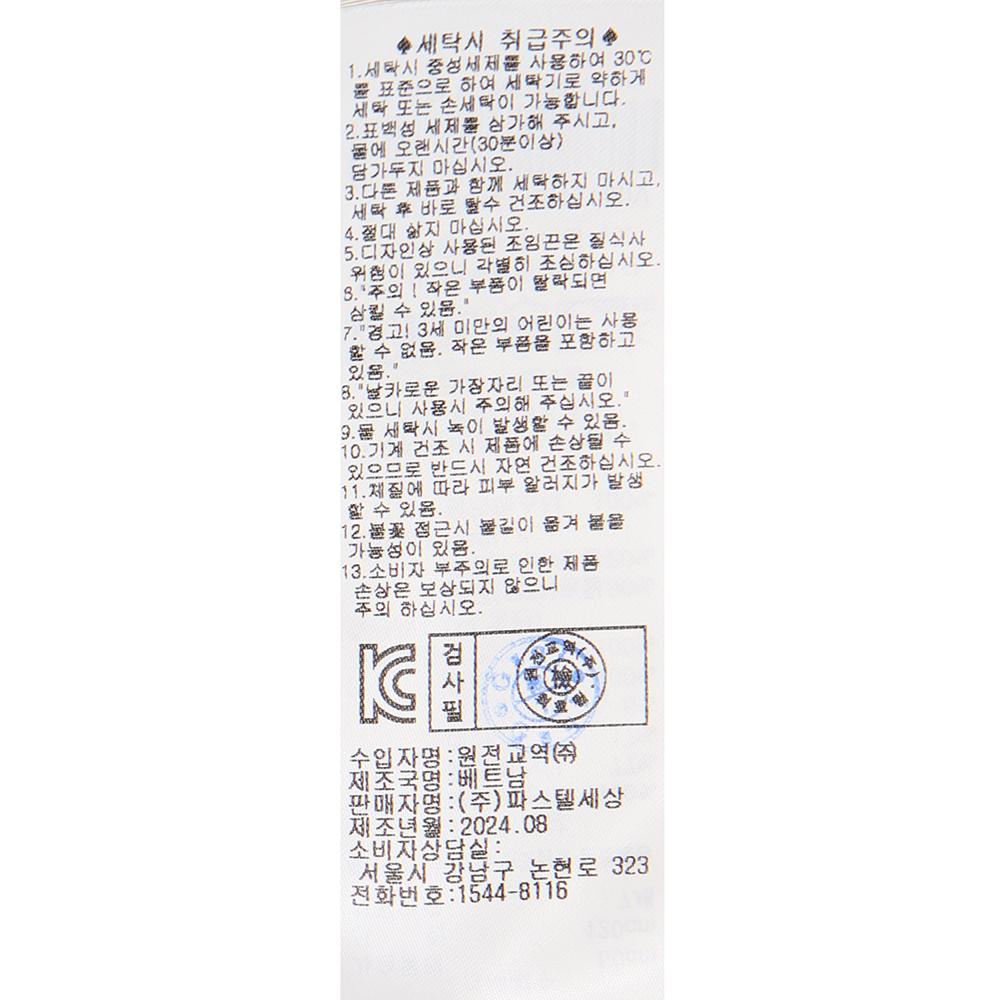 ♠세탁시 취급주의♠
1.세탁시 중성세제를 사용하여 30℃
를 표준으로 하여 세탁기로 약하게
세탁 또는 손세탁이 가능합니다.
2.표백성 세제를 삼가해 주시고,
물에 오랜시간(30분이상)
담가두지 마십시오.
3.다른 제품과 함께 세탁하지 마시고,
세탁 후 바로 탈수 건조하십시오.
4.절대 삶지 마십시오.
5.디자인상 사용된 조임끈은 질식사
위험이 있으니 각별히 조심하십시오.
6."주의! 작은 부품이 탈락되면
삼킬 수 있음."
7."경고! 3세 미만의 어린이는 사용
할 수 없음. 작은 부품을 포함하고
있음."
8."날카로운 가장자리 또는 끝이
있으니 사용시 주의해 주십시오."
9.물 세탁시 녹이 발생할 수 있음.
10.기계 건조 시 제품에 손상될 수
있으므로 반드시 자연 건조하십시오.
11.체질에 따라 피부 알러지가 발생
할 수 있음.
12.불꽃 접근시 불길이 옮겨 붙을
가능성이 있음.
13.소비자 부주의로 인한 제품
손상은 보상되지 않으니
주의 하십시오.
검사필
원전교역(주)
檢
수입자명:원전교역㈜
제조국명:베트남
판매자명:(주)파스텔세상
제조년월:2024.08
소비자상담실:
서울시 강남구 논현로 323
전화번호:1544-8116